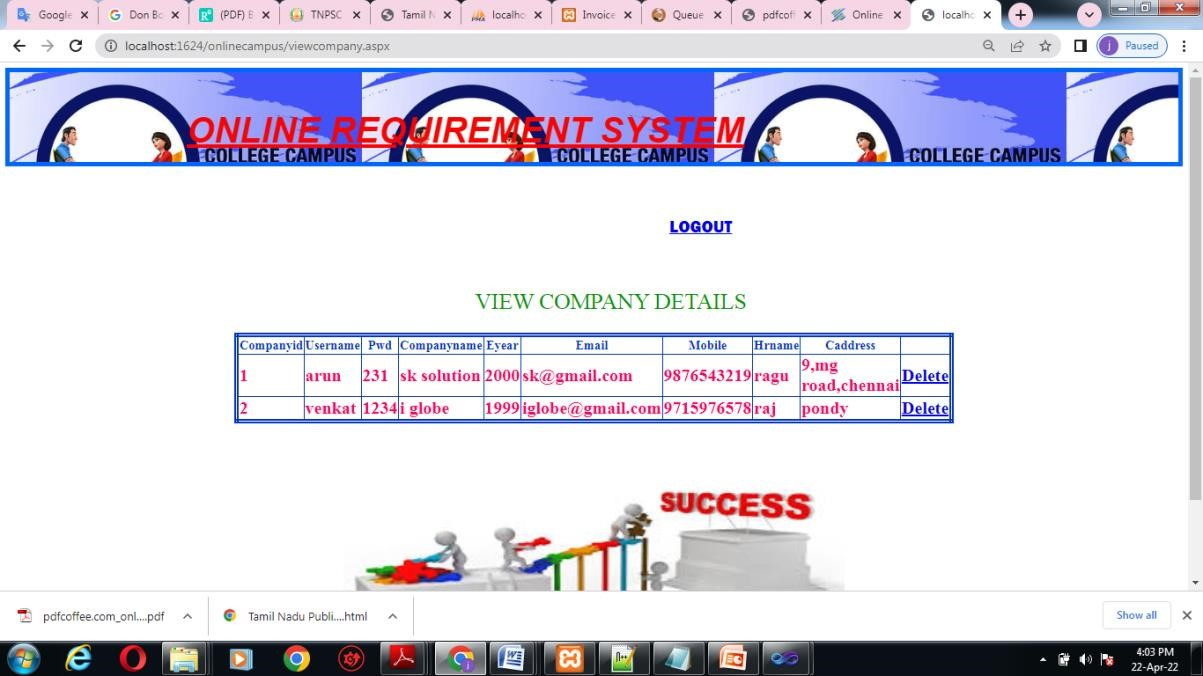 Google
Don Bo
(PDF) E
TNPSC
Tamil N
localho
Invoice
Queue
pdfcoff
Online
localho
localhost:1624/onlinecampus/viewcompany.aspx
j Paused
ONLINE REQUIREMENT SYSTEM
COLLEGE CAMPUS COLLEGE CAMPUS COLLEGE CAMPUS
LOGOUT
VIEW COMPANY DETAILS
Companyid Username Pwd Companyname Eyear Email Mobile Hrname Caddress
1 arun 231 sk solution 2000 sk@gmail.com 9876543219 ragu 9,mg road,chennai Delete
2 venkat 1234 i globe 1999 iglobe@gmail.com 9715976578 raj pondy Delete
SUCCESS
pdfcoffee.com_onl....pdf
Tamil Nadu Publi....html
Show all
4:03 PM
22-Apr-22